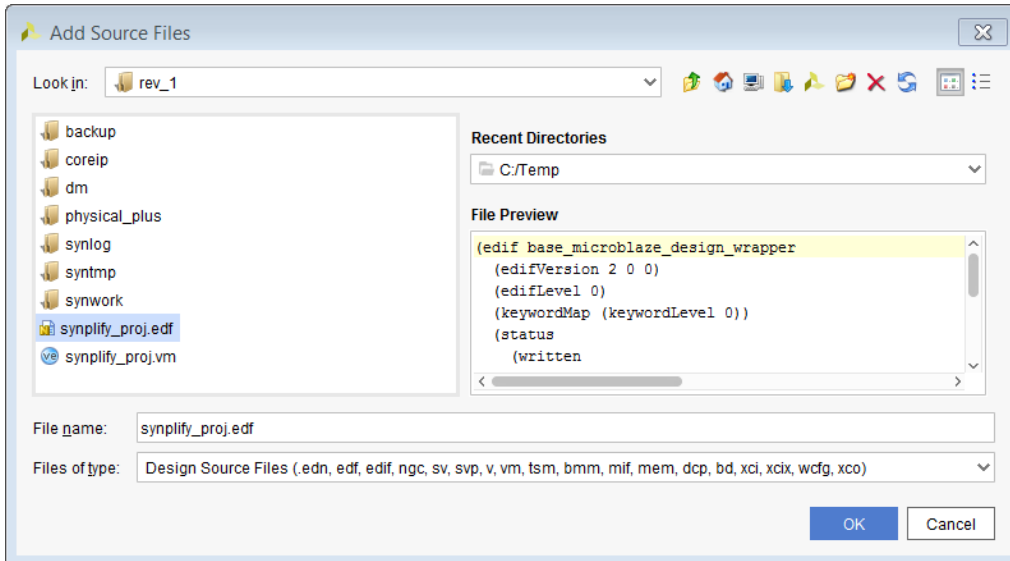 Add Source Files
Look in: rev_1
backup
coreip
dm
physical_plus
synlog
syntmp
synwork
synplify_proj.edf
synplify_proj.vm
Recent Directories
C:/Temp
File Preview
(edif base_microblaze_design_wrapper
(edifVersion 2 0 0)
(edifLevel 0)
(keywordMap (keywordLevel 0))
(status
(written
File name: synplify_proj.edf
Files of type: Design Source Files (.edn, edf, edif, ngc, sv, svp, v, vm, tsm, bmm, mif, mem, dcp, bd, xci, xcix, wcfg, xco)
OK Cancel